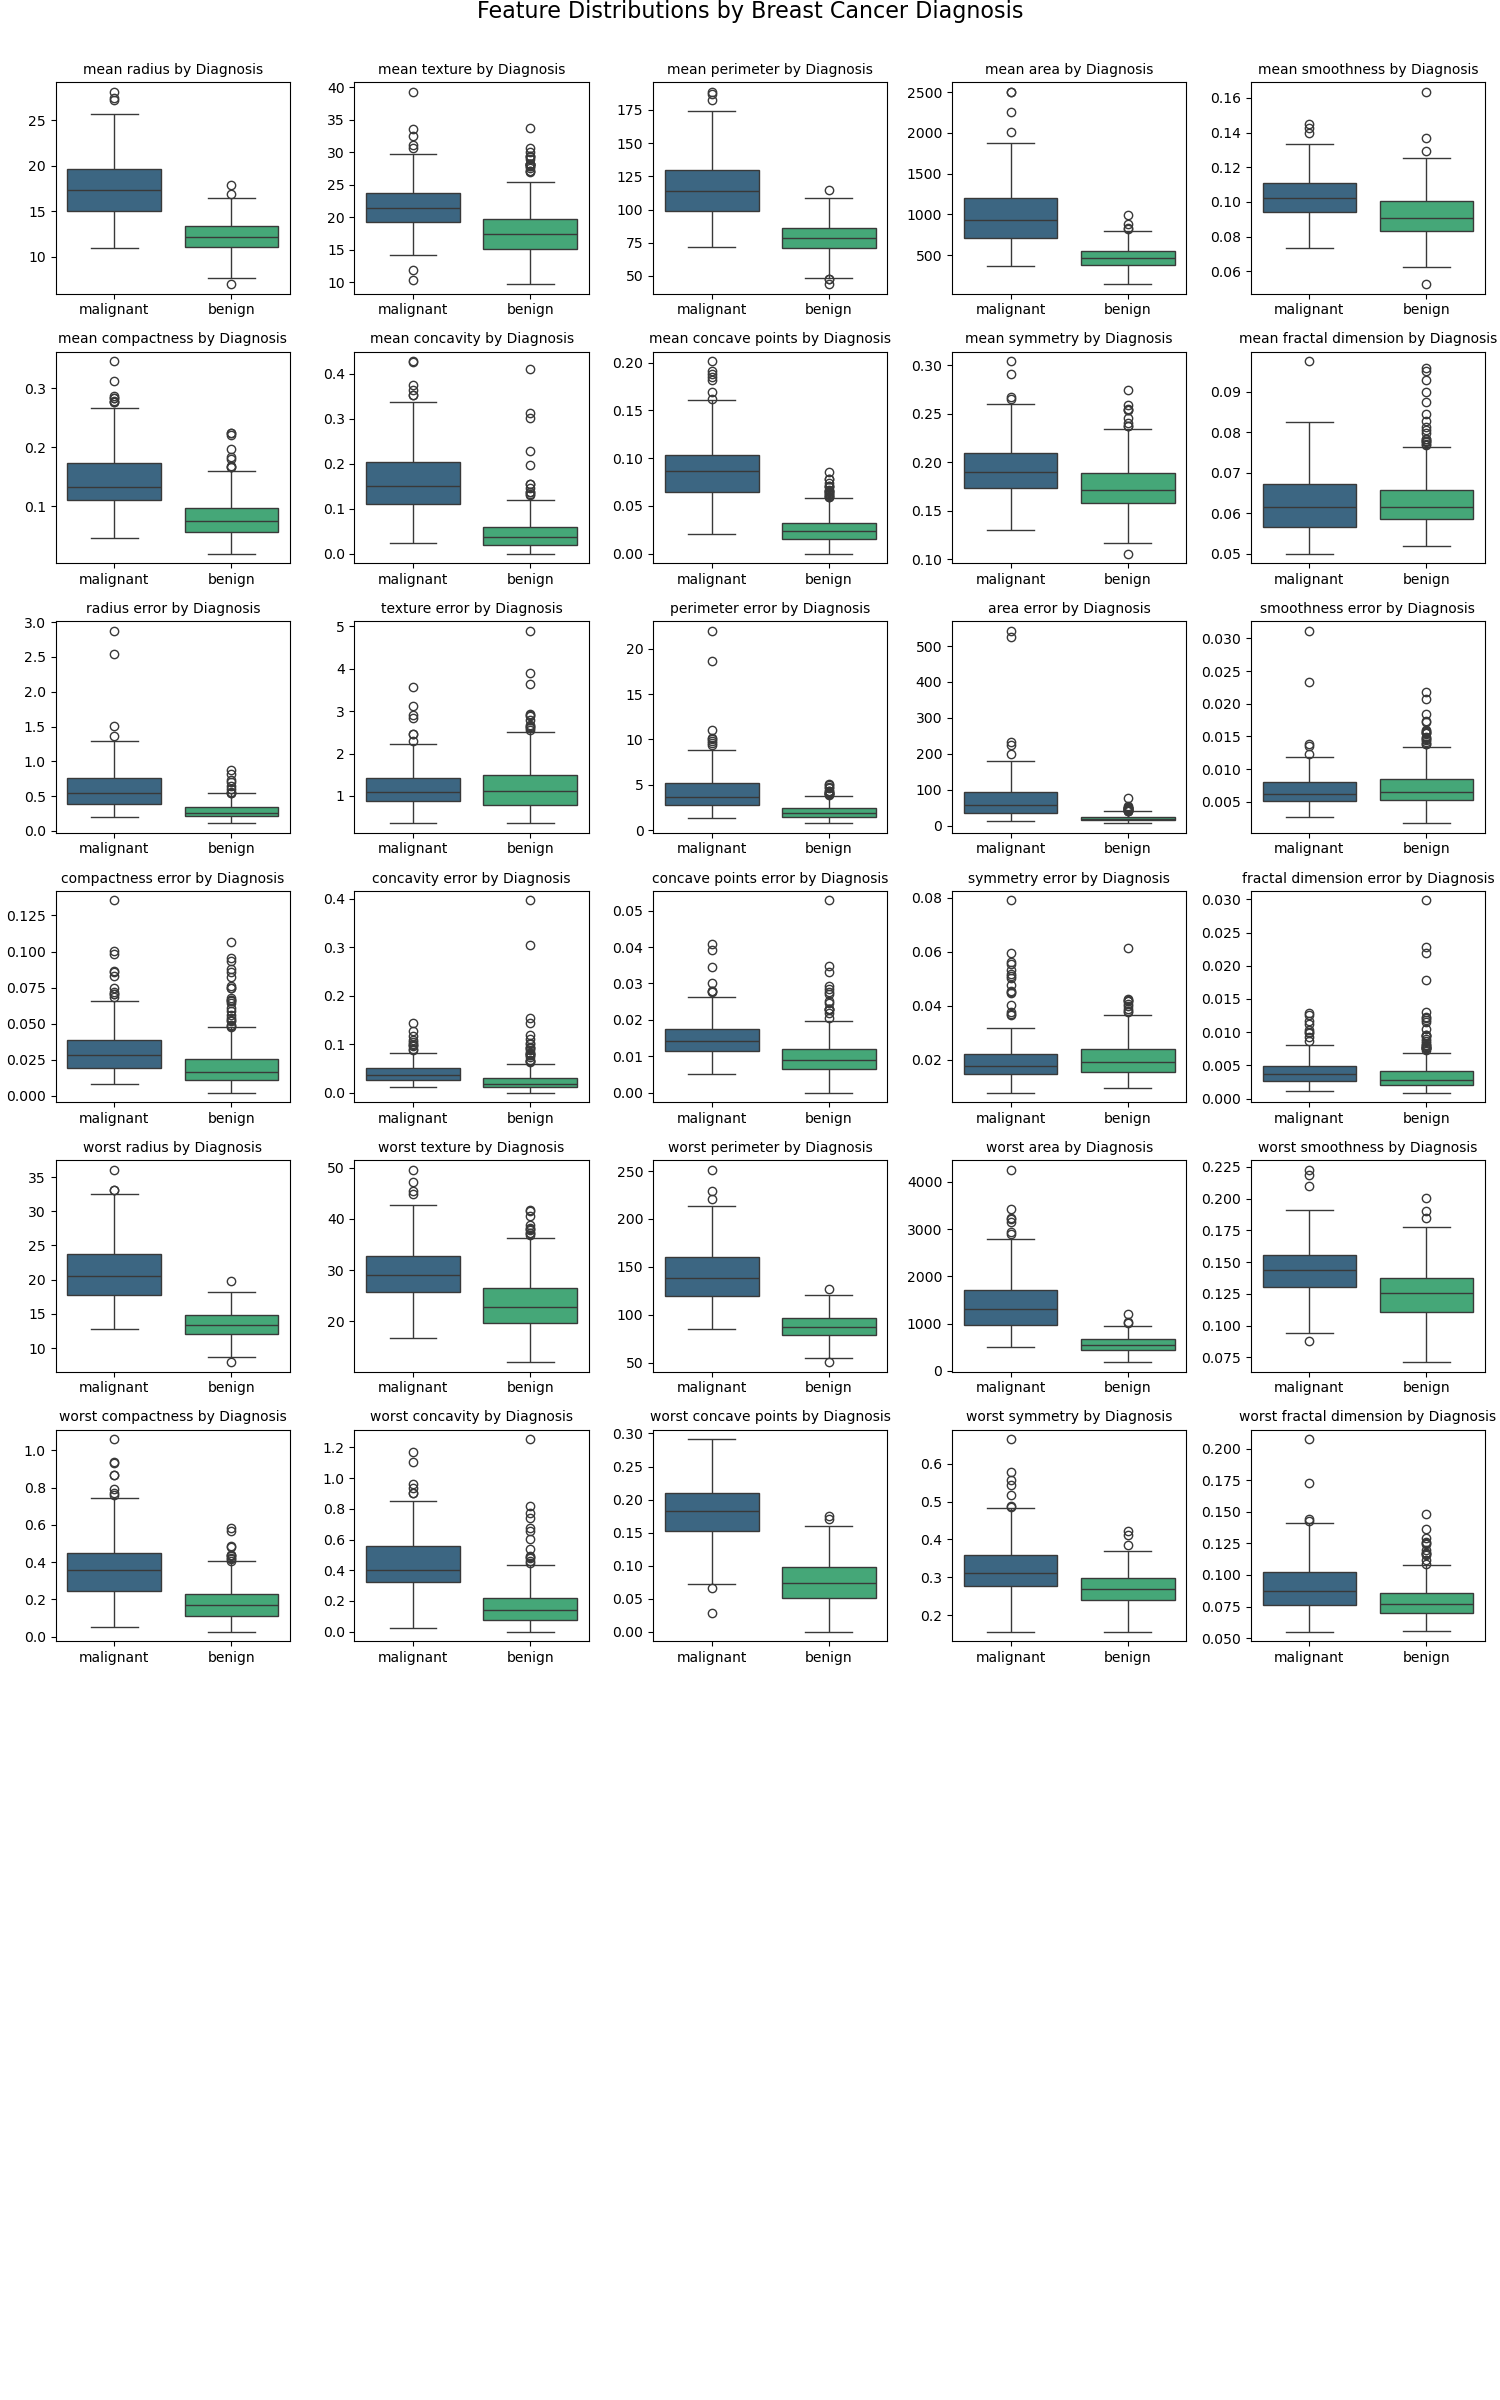 Feature Distributions by Breast Cancer Diagnosis
mean radius by Diagnosis
25
20
15
10
malignant benign
mean texture by Diagnosis
40
35
30
25
20
15
10
malignant benign
mean perimeter by Diagnosis
175
150
125
100
75
50
malignant benign
mean area by Diagnosis
2500
2000
1500
1000
500
malignant benign
mean smoothness by Diagnosis
0.16
0.14
0.12
0.10
0.08
0.06
malignant benign
mean compactness by Diagnosis
0.3
0.2
0.1
malignant benign
mean concavity by Diagnosis
0.4
0.3
0.2
0.1
0.0
malignant benign
mean concave points by Diagnosis
0.20
0.15
0.10
0.05
0.00
malignant benign
mean symmetry by Diagnosis
0.30
0.25
0.20
0.15
0.10
malignant benign
mean fractal dimension by Diagnosis
0.09
0.08
0.07
0.06
0.05
malignant benign
radius error by Diagnosis
3.0
2.5
2.0
1.5
1.0
0.5
0.0
malignant benign
texture error by Diagnosis
5
4
3
2
1
malignant benign
perimeter error by Diagnosis
20
15
10
5
0
malignant benign
area error by Diagnosis
500
400
300
200
100
0
malignant benign
smoothness error by Diagnosis
0.030
0.025
0.020
0.015
0.010
0.005
malignant benign
compactness error by Diagnosis
0.125
0.100
0.075
0.050
0.025
0.000
malignant benign
concavity error by Diagnosis
0.4
0.3
0.2
0.1
0.0
malignant benign
concave points error by Diagnosis
0.05
0.04
0.03
0.02
0.01
0.00
malignant benign
symmetry error by Diagnosis
0.08
0.06
0.04
0.02
malignant benign
fractal dimension error by Diagnosis
0.030
0.025
0.020
0.015
0.010
0.005
0.000
malignant benign
worst radius by Diagnosis
35
30
25
20
15
10
malignant benign
worst texture by Diagnosis
50
40
30
20
malignant benign
worst perimeter by Diagnosis
250
200
150
100
50
malignant benign
worst area by Diagnosis
4000
3000
2000
1000
0
malignant benign
worst smoothness by Diagnosis
0.225
0.200
0.175
0.150
0.125
0.100
0.075
malignant benign
worst compactness by Diagnosis
1.0
0.8
0.6
0.4
0.2
0.0
malignant benign
worst concavity by Diagnosis
1.2
1.0
0.8
0.6
0.4
0.2
0.0
malignant benign
worst concave points by Diagnosis
0.30
0.25
0.20
0.15
0.10
0.05
0.00
malignant benign
worst symmetry by Diagnosis
0.6
0.5
0.4
0.3
0.2
malignant benign
worst fractal dimension by Diagnosis
0.200
0.175
0.150
0.125
0.100
0.075
0.050
malignant benign